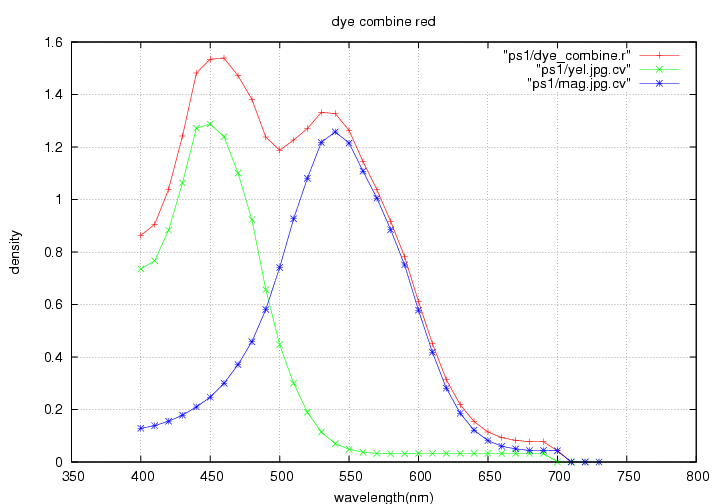 dye combine red
1.6
1.4
1.2
1
0.8
0.6
0.4
0.2
0
density
"ps1/dye_combine.r"
"ps1/yel.jpg.cv"
"ps1/mag.jpg.cv"
350 400 450 500 550 600 650 700 750 800
wavelength(nm)